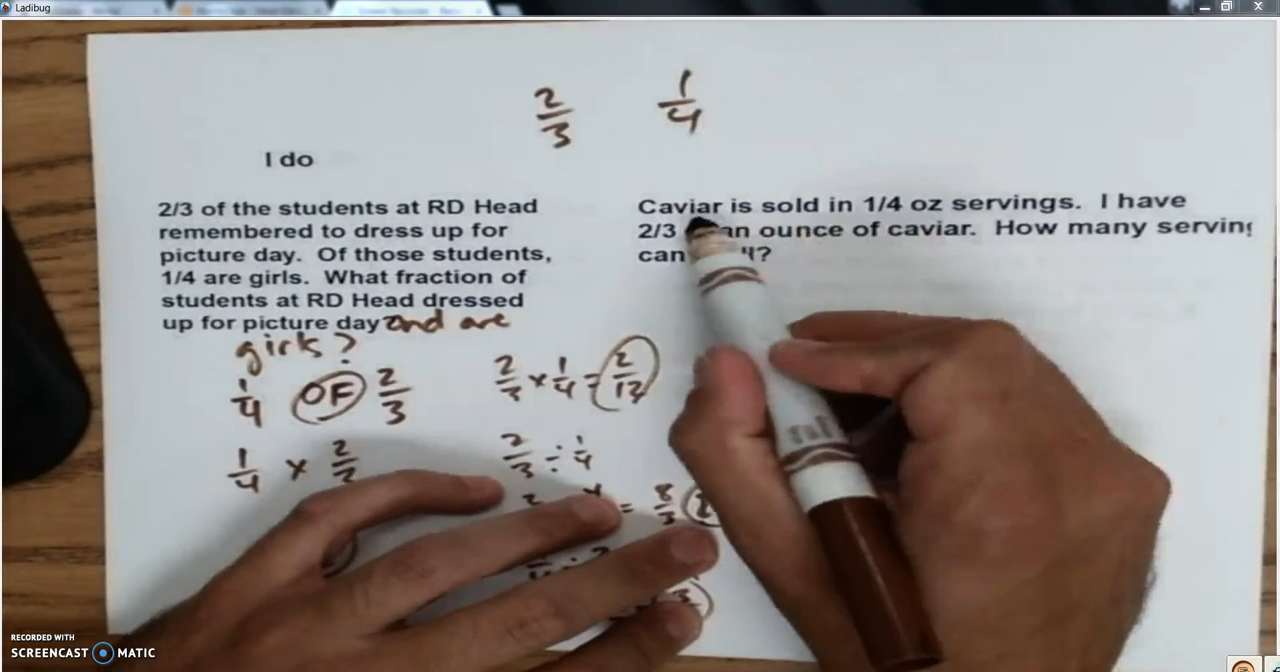 Ladibug
2/3
1/4
I do
2/3 of the students at RD Head
remembered to dress up for
picture day. Of those students,
1/4 are girls. What fraction of
students at RD Head dressed
up for picture day? and are
girls?
Caviar is sold in 1/4 oz servings. I have
2/3 an ounce of caviar. How many serving
can
1/4 OF 2/3
2/3 × 1/4 = 2/12
1/4 ×
2/3 ÷ 1/4
= 8/3
RECORDED WITH
SCREENCAST MATIC